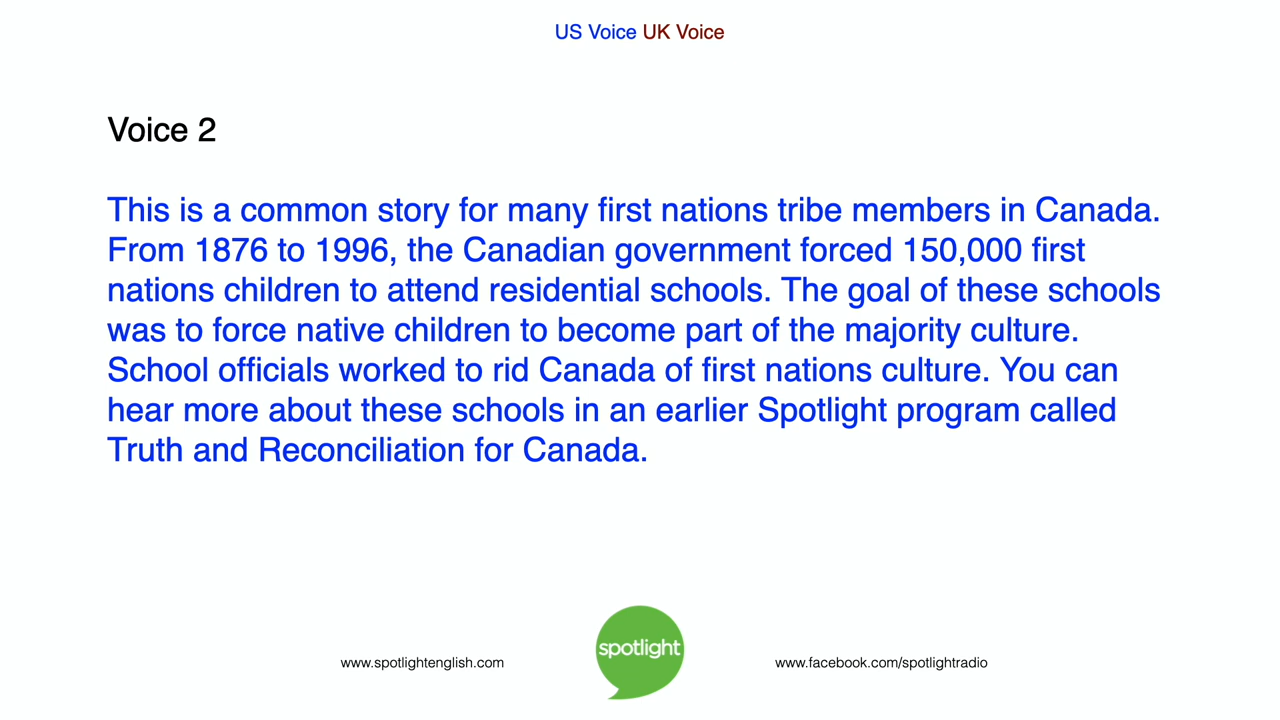 US Voice UK Voice
Voice 2
This is a common story for many first nations tribe members in Canada.
From 1876 to 1996, the Canadian government forced 150,000 first
nations children to attend residential schools. The goal of these schools
was to force native children to become part of the majority culture.
School officials worked to rid Canada of first nations culture. You can
hear more about these schools in an earlier Spotlight program called
Truth and Reconciliation for Canada.
www.spotlightenglish.com
spotlight
www.facebook.com/spotlightradio